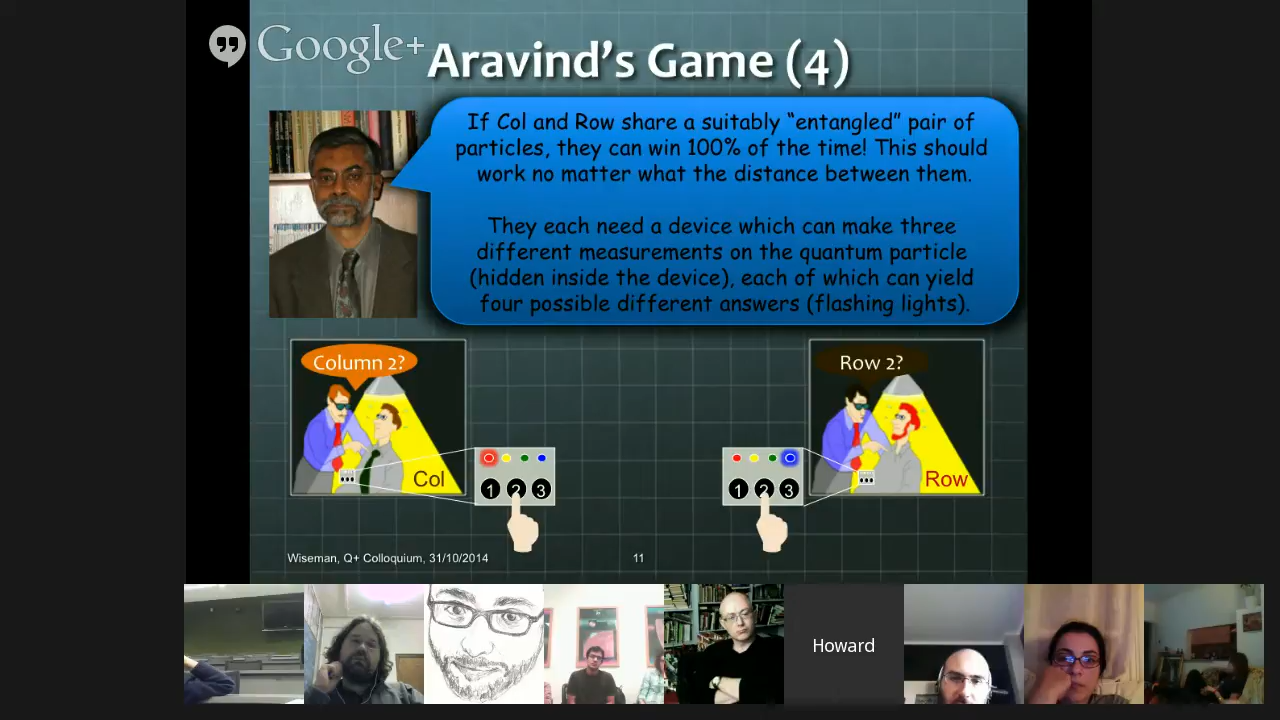 Google+
Aravind's Game (4)
If Col and Row share a suitably “entangled” pair of
particles, they can win 100% of the time! This should
work no matter what the distance between them.
They each need a device which can make three
different measurements on the quantum particle
(hidden inside the device), each of which can yield
four possible different answers (flashing lights).
Column 2?
Col
1 2 3
Row 2?
Row
1 2 3
Wiseman, Q+ Colloquium, 31/10/2014
11
Howard